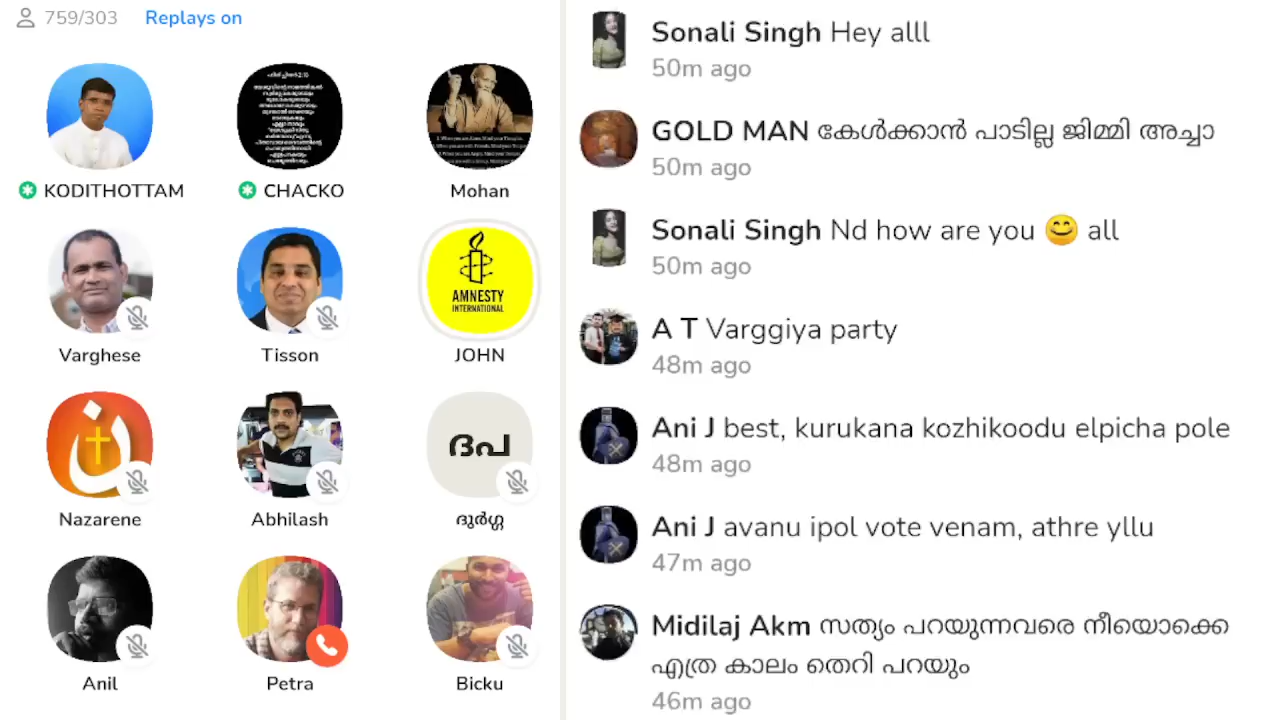 759/303 Replays on
KODITHOTTAM
CHACKO
Mohan
AMNESTY
INTERNATIONAL
Varghese
Tisson
JOHN
ن
ദപ
Nazarene
Abhilash
ദുർഗ്ഗ
Anil
Petra
Bicku
Sonali Singh Hey alll
50m ago
GOLD MAN കേൾക്കാൻ പാടില്ല ജിമ്മി അച്ചാ
50m ago
Sonali Singh Nd how are you 😊 all
50m ago
A T Varggiya party
48m ago
Ani J best, kurukana kozhikoodu elpicha pole
48m ago
Ani J avanu ipol vote venam, athre yllu
47m ago
Midilaj Akm സത്യം പറയുന്നവരെ നീയൊക്കെ
എത്ര കാലം തെറി പറയും
46m ago